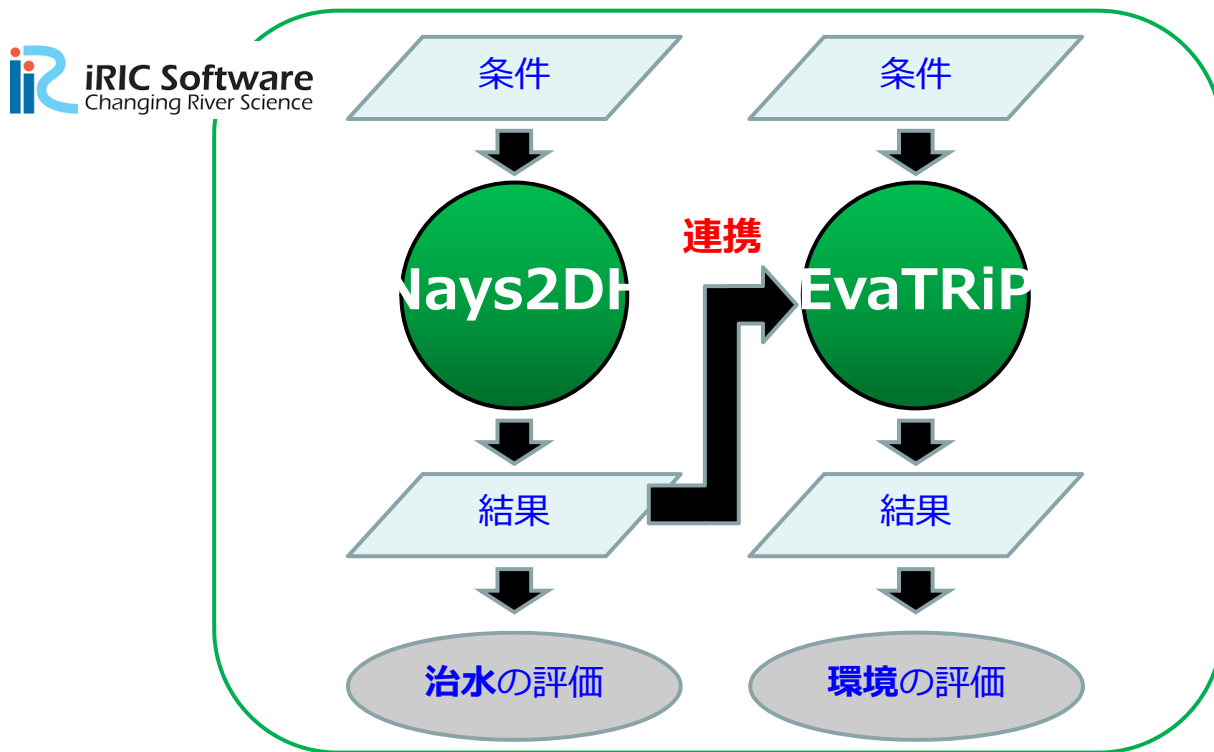 iRIC Software
Changing River Science
条件
条件
連携
Nays2DH
EvaTRiP
結果
結果
治水の評価
環境の評価